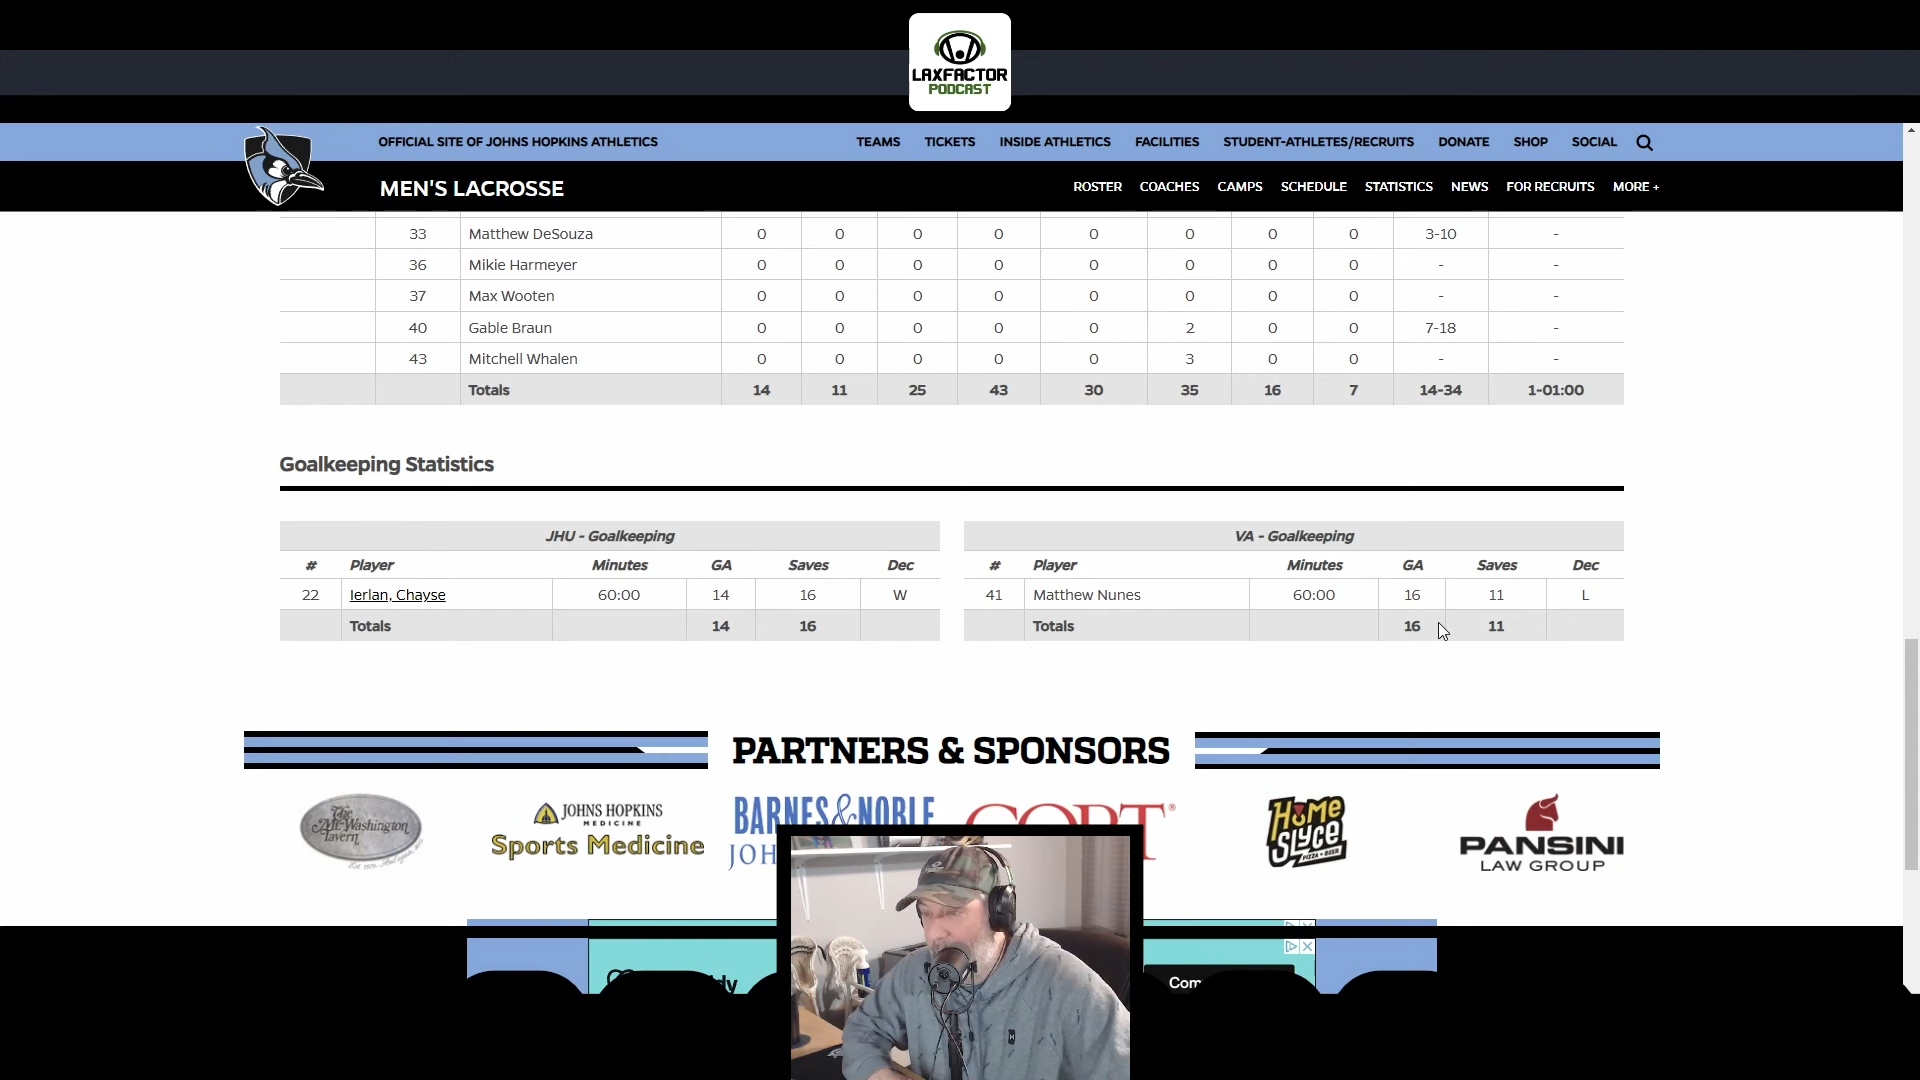 LAXFACTOR
PODCAST
OFFICIAL SITE OF JOHNS HOPKINS ATHLETICS TEAMS TICKETS INSIDE ATHLETICS FACILITIES STUDENT-ATHLETES/RECRUITS DONATE SHOP SOCIAL
MEN'S LACROSSE ROSTER COACHES CAMPS SCHEDULE STATISTICS NEWS FOR RECRUITS MORE +
33 Matthew DeSouza 0 0 0 0 0 0 0 0 3-10 -
36 Mikie Harmeyer 0 0 0 0 0 0 0 0 - -
37 Max Wooten 0 0 0 0 0 0 0 0 - -
40 Gable Braun 0 0 0 0 0 2 0 0 7-18 -
43 Mitchell Whalen 0 0 0 0 0 3 0 0 - -
Totals 14 11 25 43 30 35 16 7 14-34 1-01:00
Goalkeeping Statistics
JHU - Goalkeeping
# Player Minutes GA Saves Dec
22 Ierlan, Chayse 60:00 14 16 W
Totals 14 16
VA - Goalkeeping
# Player Minutes GA Saves Dec
41 Matthew Nunes 60:00 16 11 L
Totals 16 11
PARTNERS & SPONSORS
The
Mt. Washington
Tavern
JOHNS HOPKINS
MEDICINE
Sports Medicine
BARNES & NOBLE
JOH
HOME
SLYCE
PIZZA + BEER
PANSINI
LAW GROUP